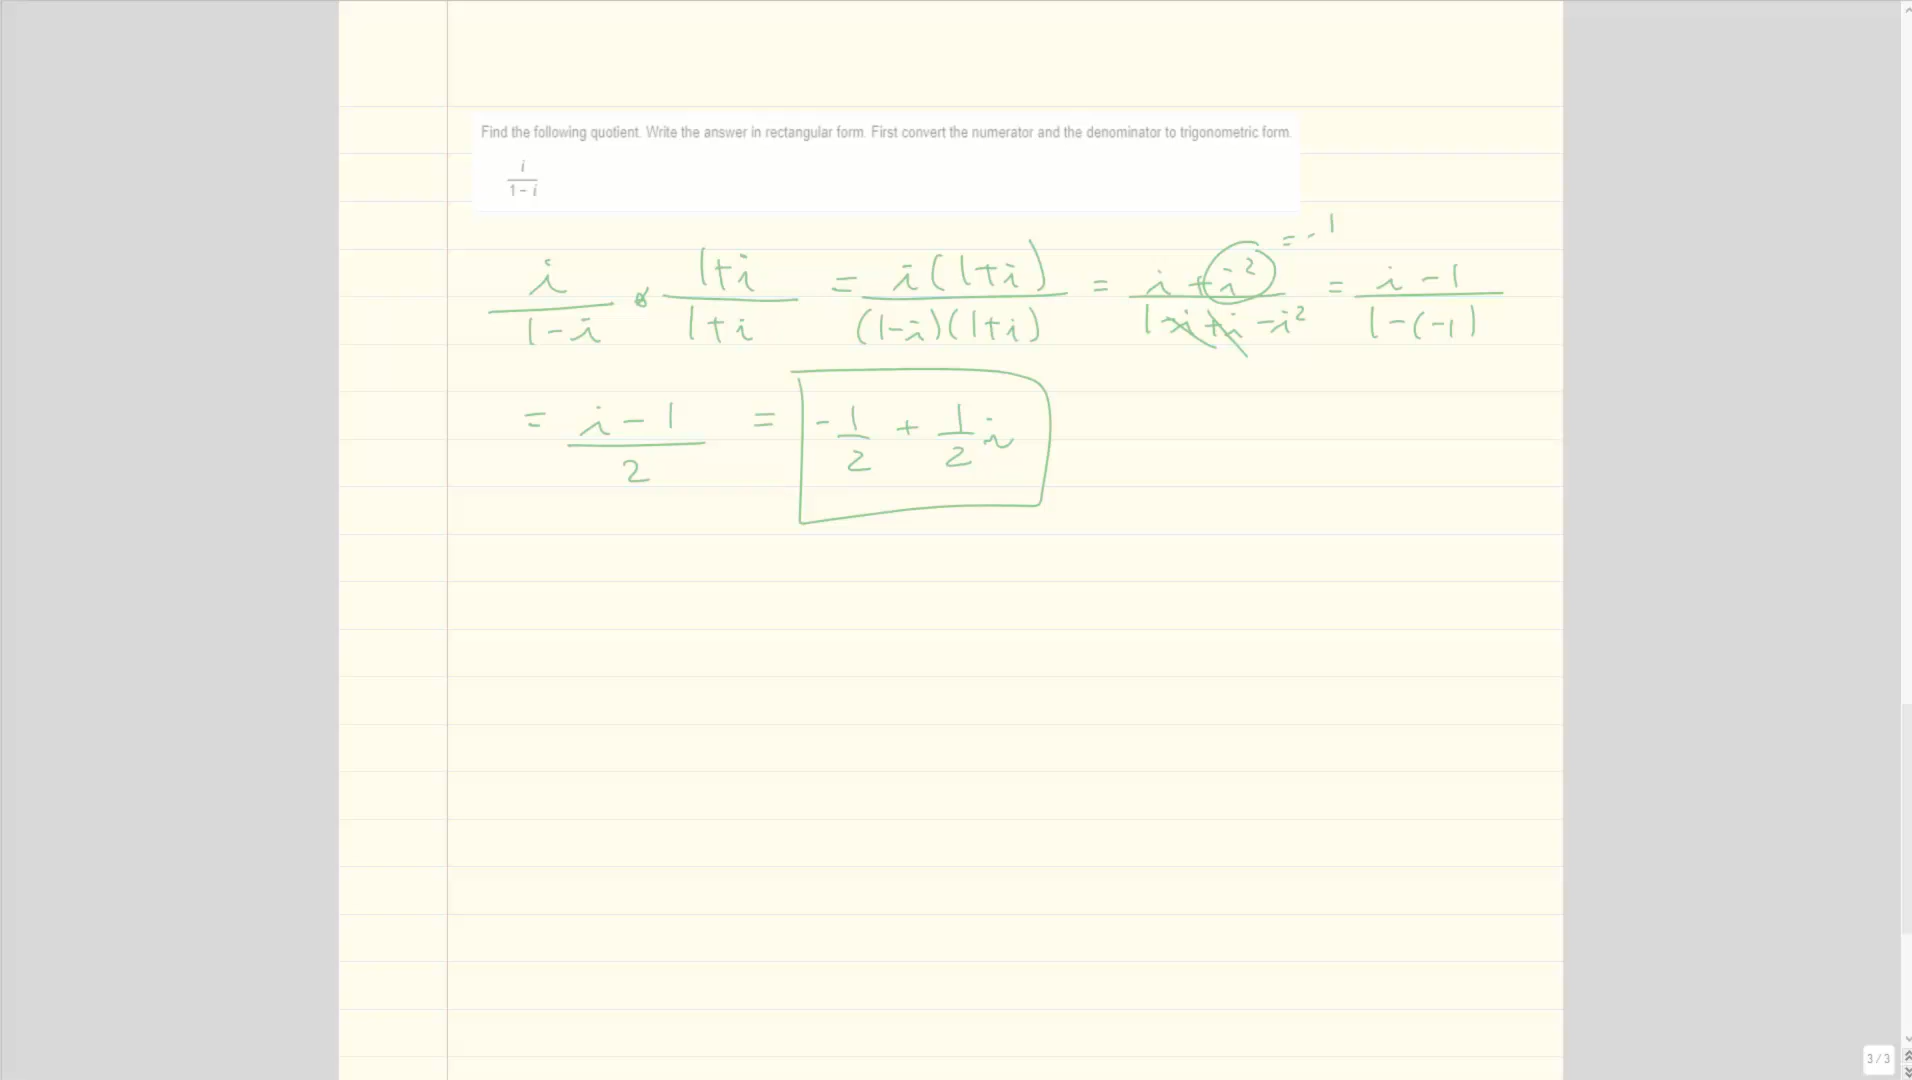 Find the following quotient. Write the answer in rectangular form. First convert the numerator and the denominator to trigonometric form.
i / (1 - i)
= -1
i / (1-i) · (1+i) / (1+i) = i(1+i) / (1-i)(1+i) = (i + i²) / (1-i+i-i²) = (i-1) / (1-(-1))
= (i-1) / 2 = -1/2 + 1/2 i
3 / 3